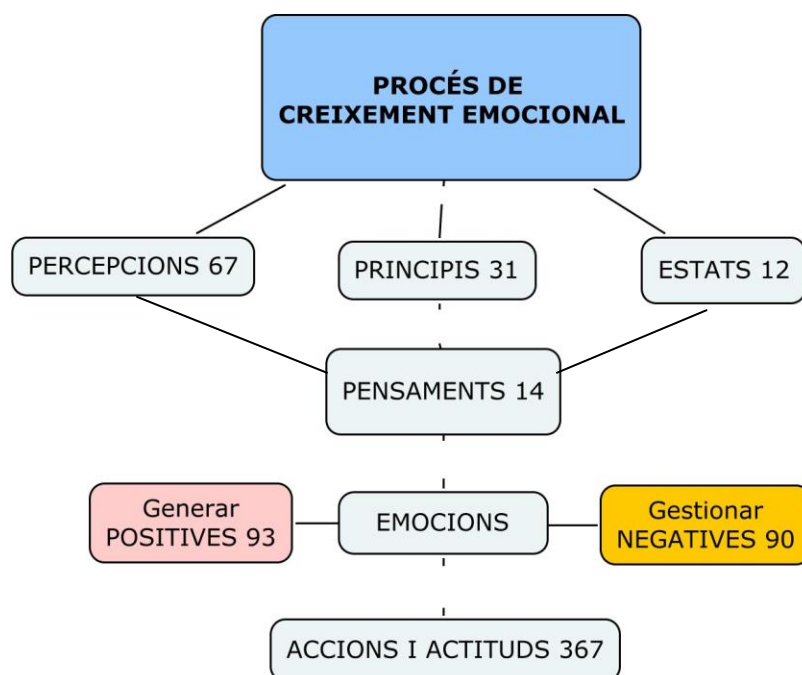 PROCÉS DE
CREIXEMENT EMOCIONAL
PERCEPCIONS 67
PRINCIPIS 31
ESTATS 12
PENSAMENTS 14
Generar
POSITIVES 93
EMOCIONS
Gestionar
NEGATIVES 90
ACCIONS I ACTITUDS 367